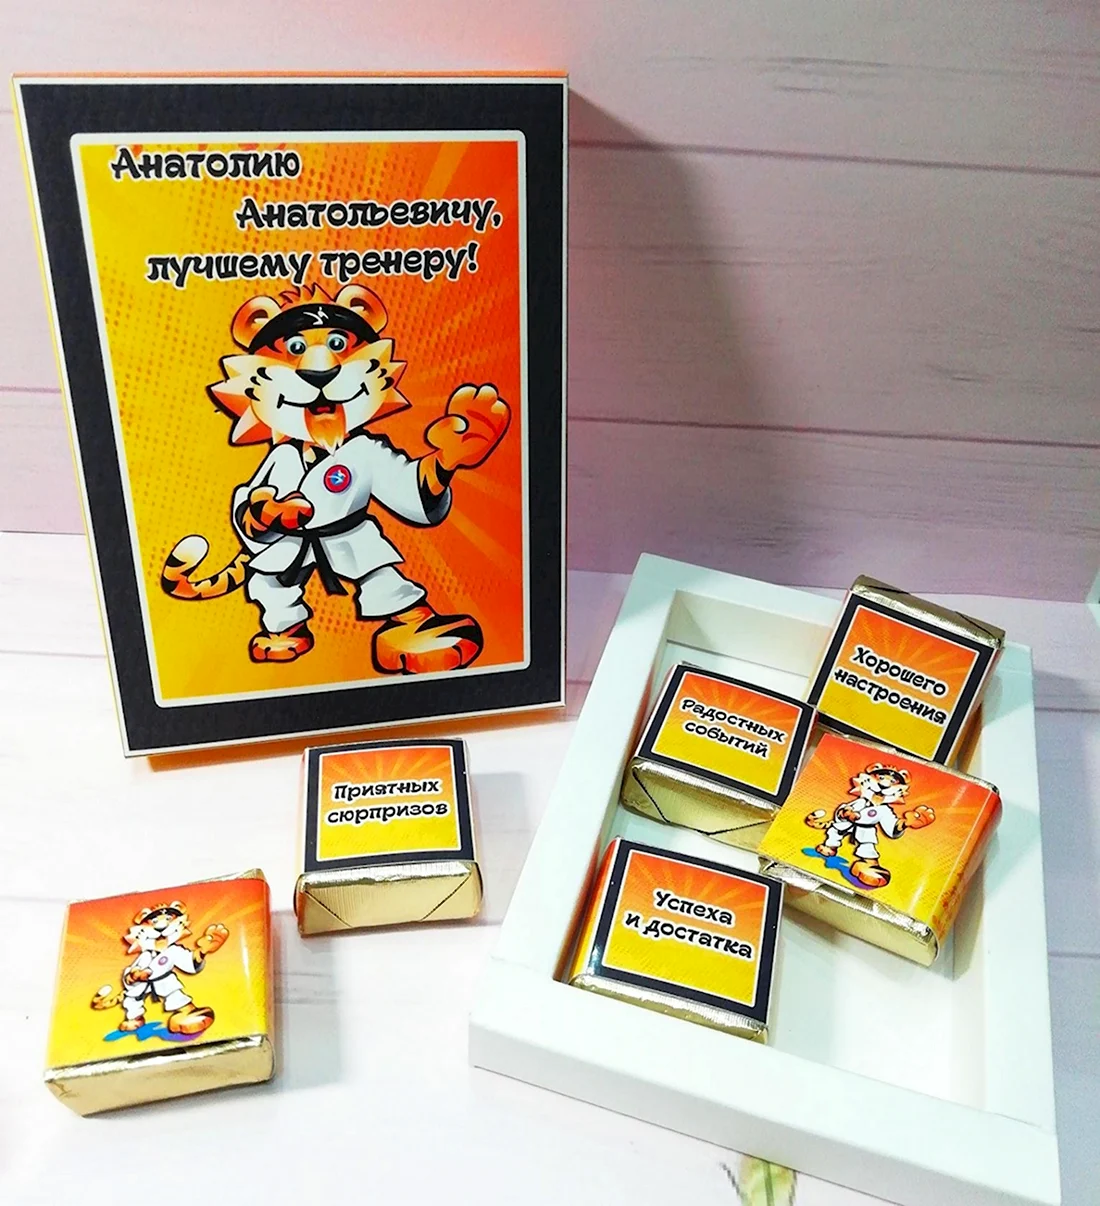 Анатолию
Анатольевичу,
лучшему тренеру!
Хорошего
настроения
Радостных
событий
Приятных
сюрпризов
Успеха
и достатка